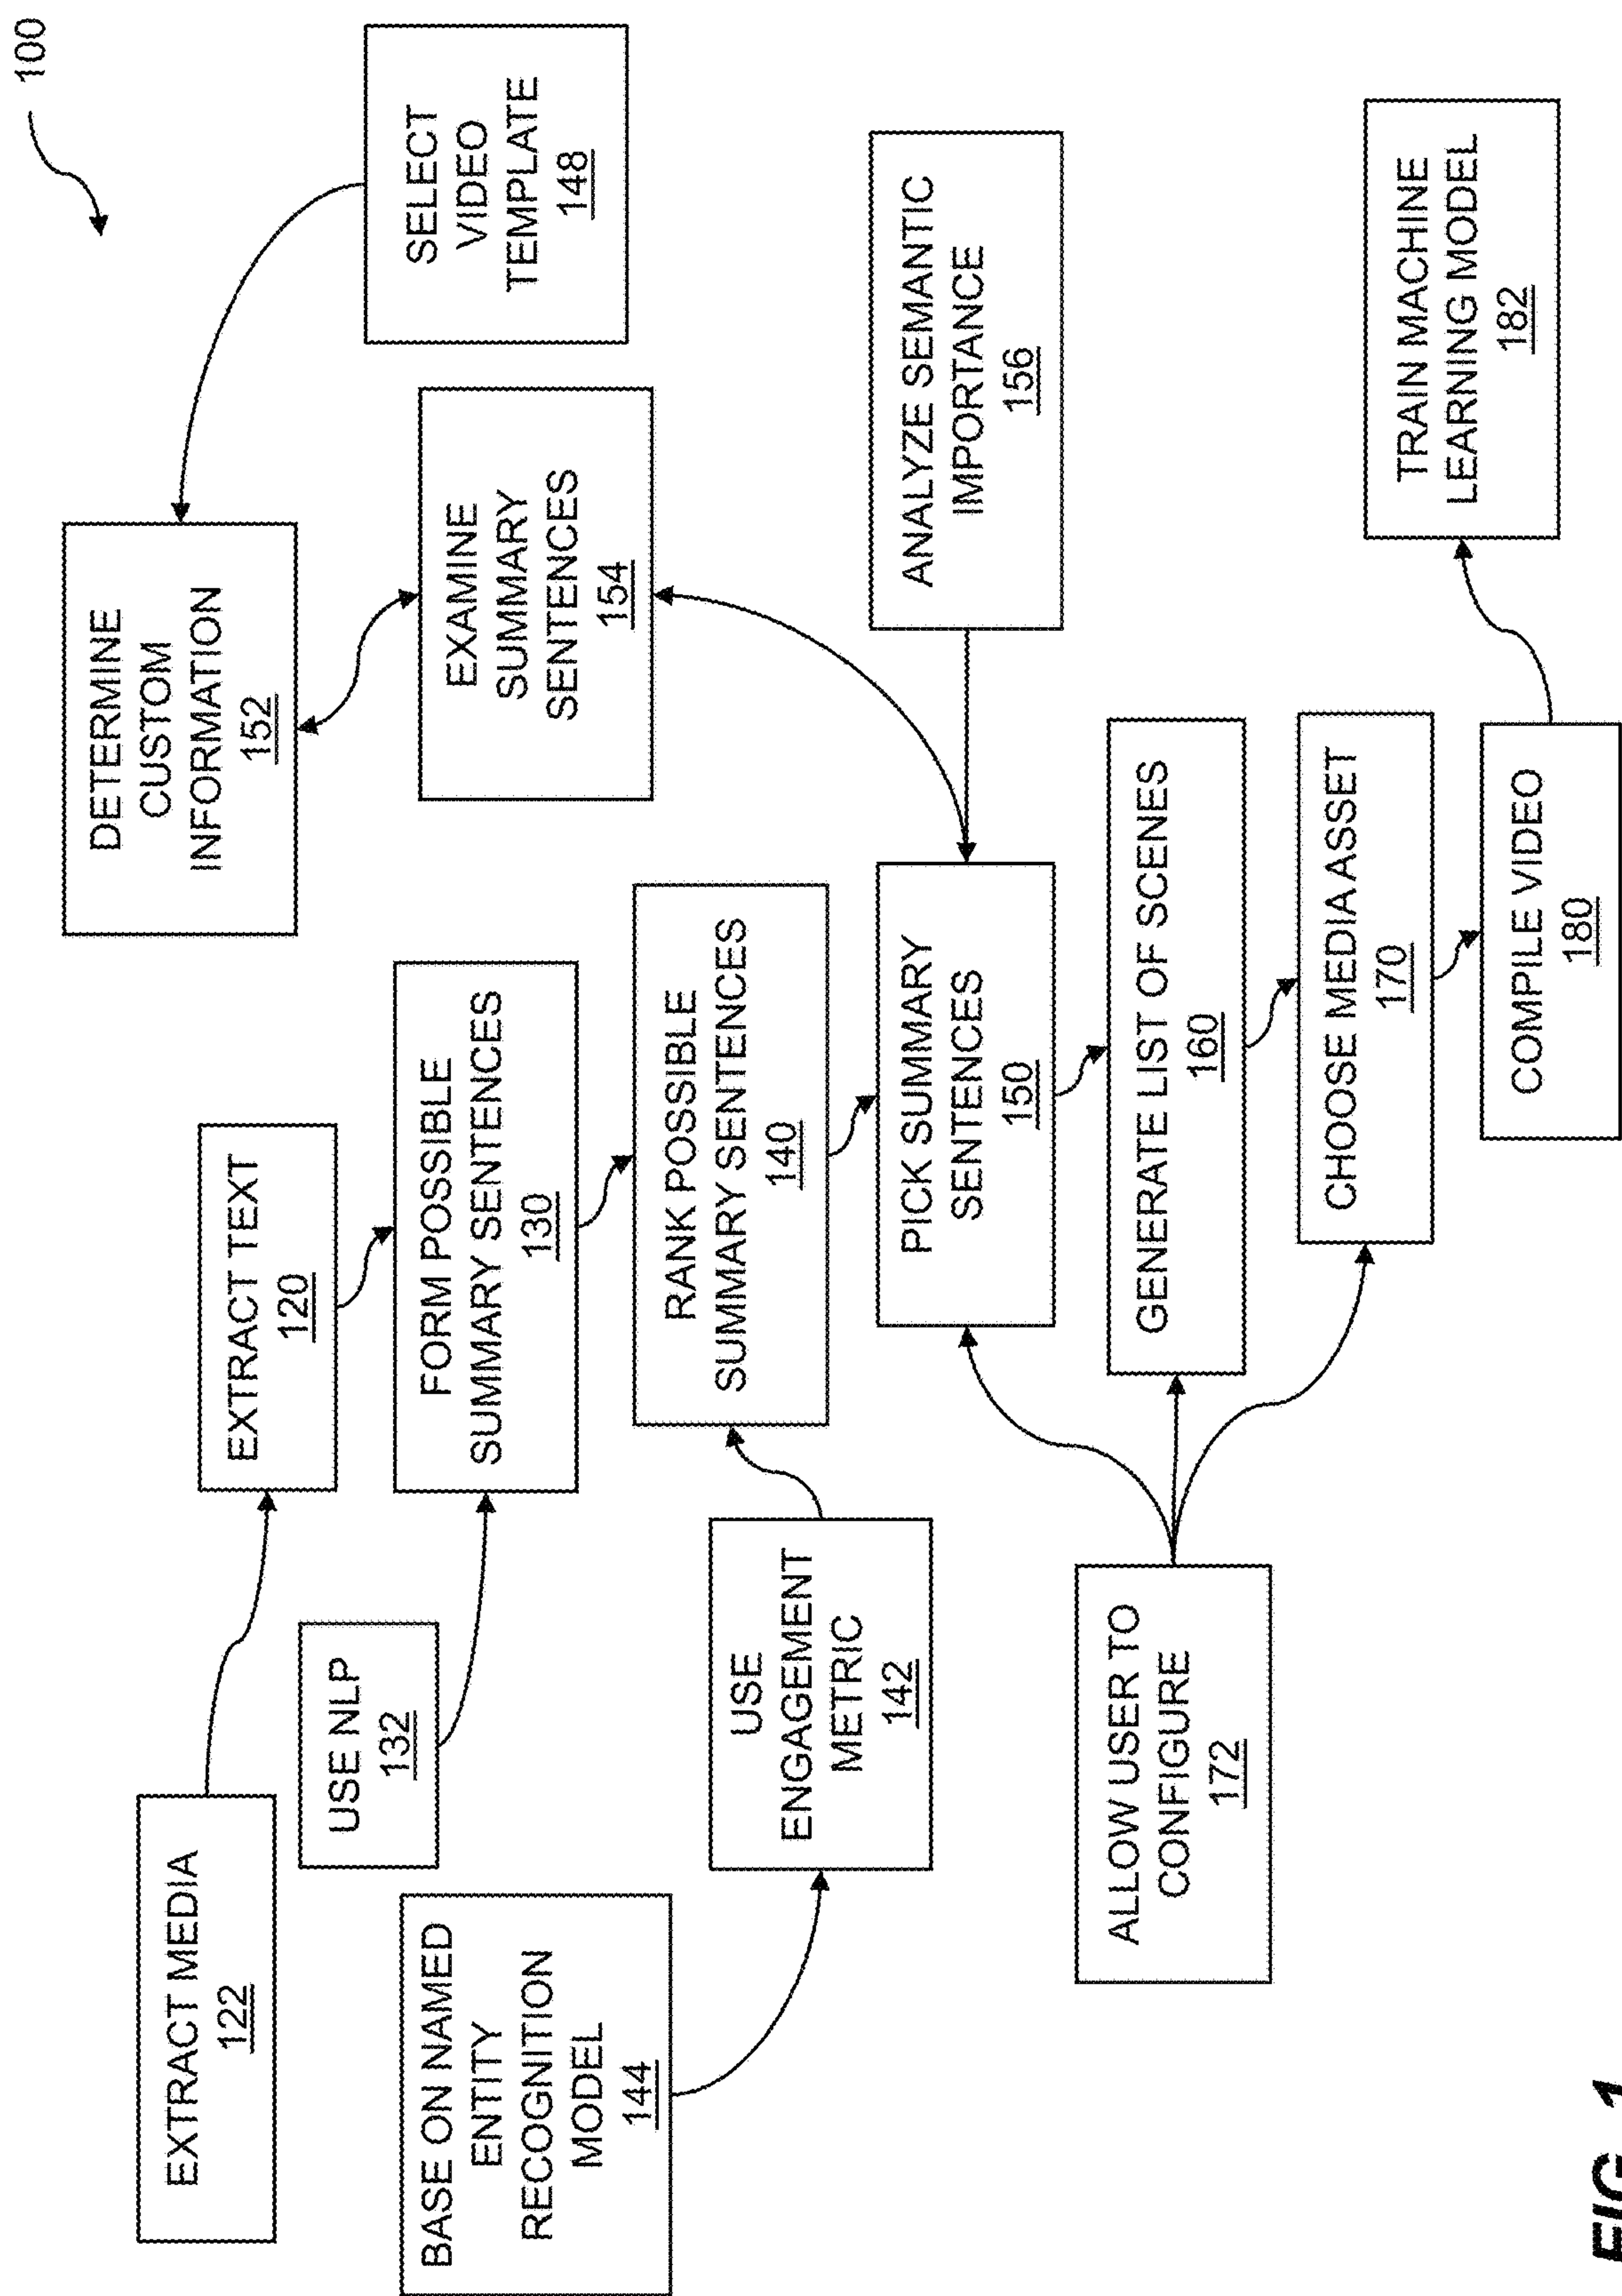 100
EXTRACT MEDIA
122
EXTRACT TEXT
120
DETERMINE
CUSTOM
INFORMATION
152
USE NLP
132
FORM POSSIBLE
SUMMARY SENTENCES
130
EXAMINE
SUMMARY
SENTENCES
154
SELECT
VIDEO
TEMPLATE
148
BASE ON NAMED
ENTITY
RECOGNITION
MODEL
144
USE
ENGAGEMENT
METRIC
142
RANK POSSIBLE
SUMMARY SENTENCES
140
PICK SUMMARY
SENTENCES
150
ANALYZE SEMANTIC
IMPORTANCE
156
ALLOW USER TO
CONFIGURE
172
GENERATE LIST OF SCENES
160
CHOOSE MEDIA ASSET
170
COMPILE VIDEO
180
TRAIN MACHINE
LEARNING MODEL
182
FIG. 1